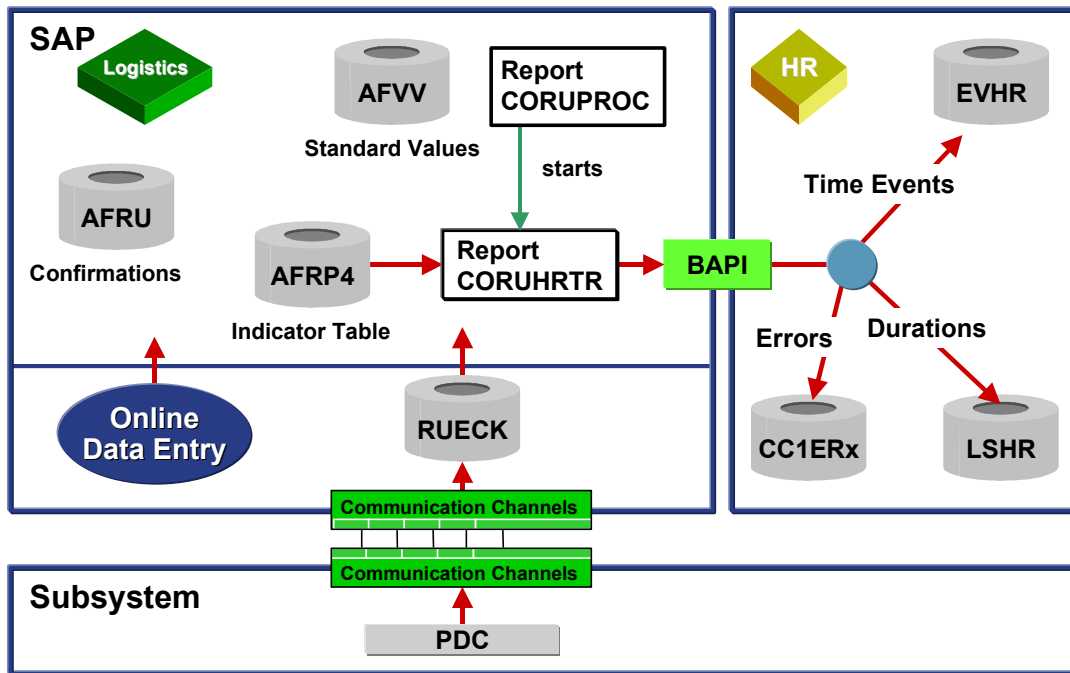 SAP
Logistics
AFVV
Standard Values
Report
CORUPROC
starts
AFRU
Confirmations
AFRP4
Indicator Table
Report
CORUHRTR
BAPI
HR
EVHR
Time Events
Errors
Durations
CC1ERx
LSHR
Online
Data Entry
RUECK
Communication Channels
Communication Channels
Subsystem
PDC